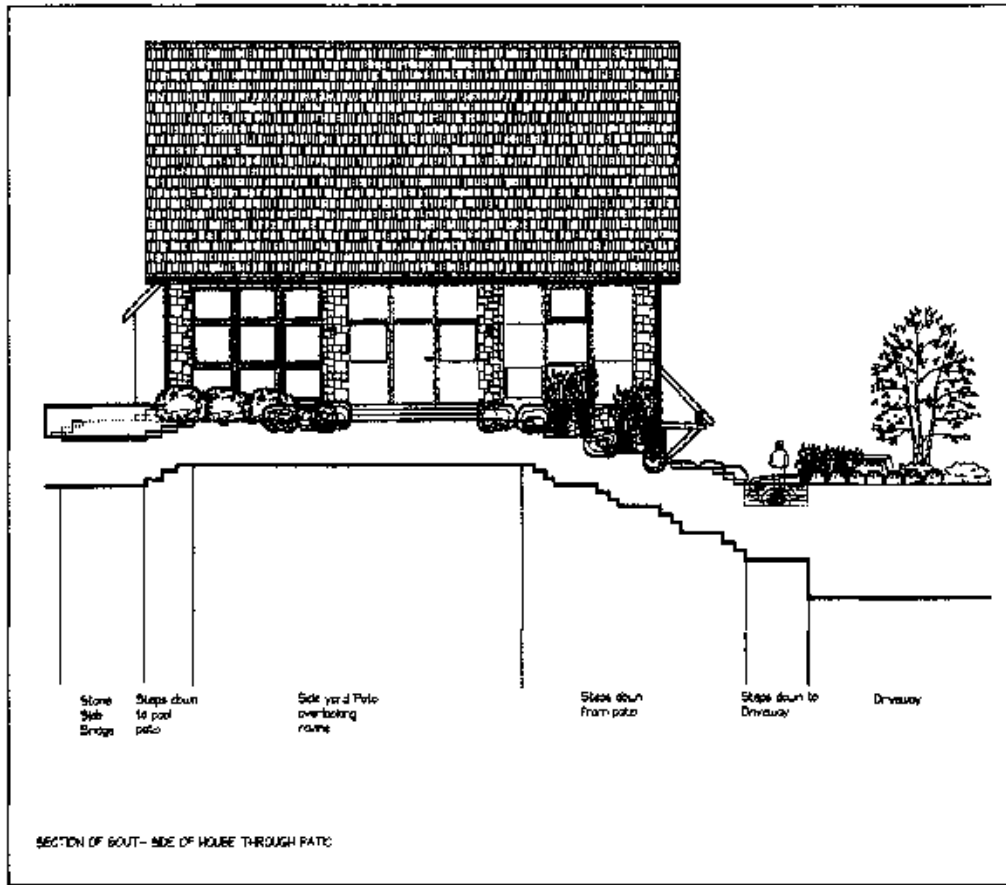 Stone
Slab
Bridge
Steps down
to pool
patio
Side yard Patio
overlooking
ravine
Steps down
from patio
Steps down to
Driveway
Driveway
SECTION OF SOUTH SIDE OF HOUSE THROUGH PATIO